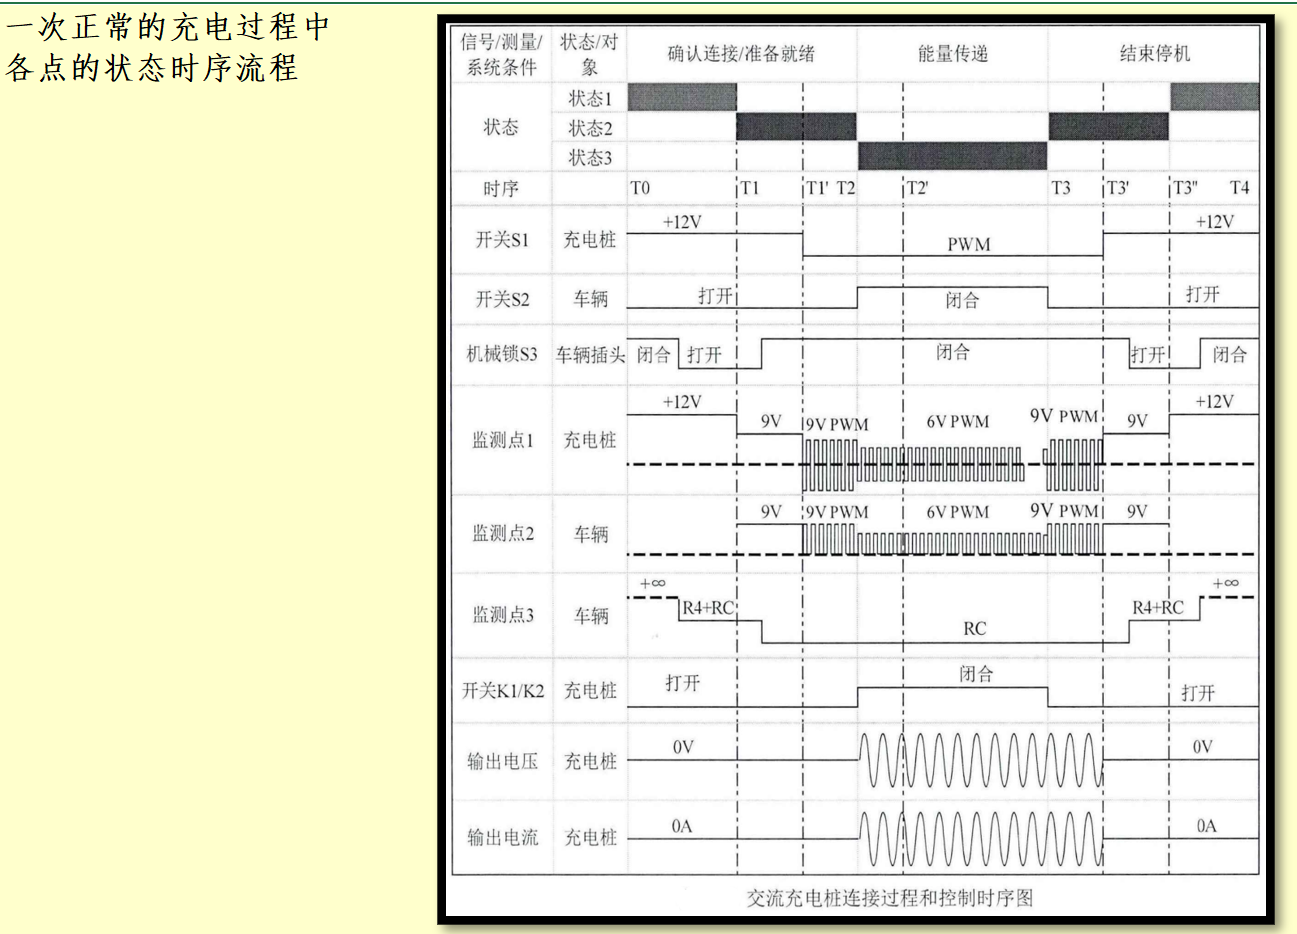 一次正常的充电过程中
各点的状态时序流程
信号/测量/
系统条件
状态/对
象
确认连接/准备就绪
能量传递
结束停机
状态
状态1
状态2
状态3
时序
T0
T1
T1'
T2
T2'
T3
T3'
T3''
T4
开关S1
充电桩
+12V
PWM
+12V
开关S2
车辆
打开
闭合
打开
机械锁S3
车辆插头
闭合
打开
闭合
打开
闭合
监测点1
充电桩
+12V
9V
9V PWM
6V PWM
9V PWM
9V
+12V
监测点2
车辆
9V
9V PWM
6V PWM
9V PWM
9V
监测点3
车辆
+∞
R4+RC
RC
R4+RC
+∞
开关K1/K2
充电桩
打开
闭合
打开
输出电压
充电桩
0V
0V
输出电流
充电桩
0A
0A
交流充电桩连接过程和控制时序图